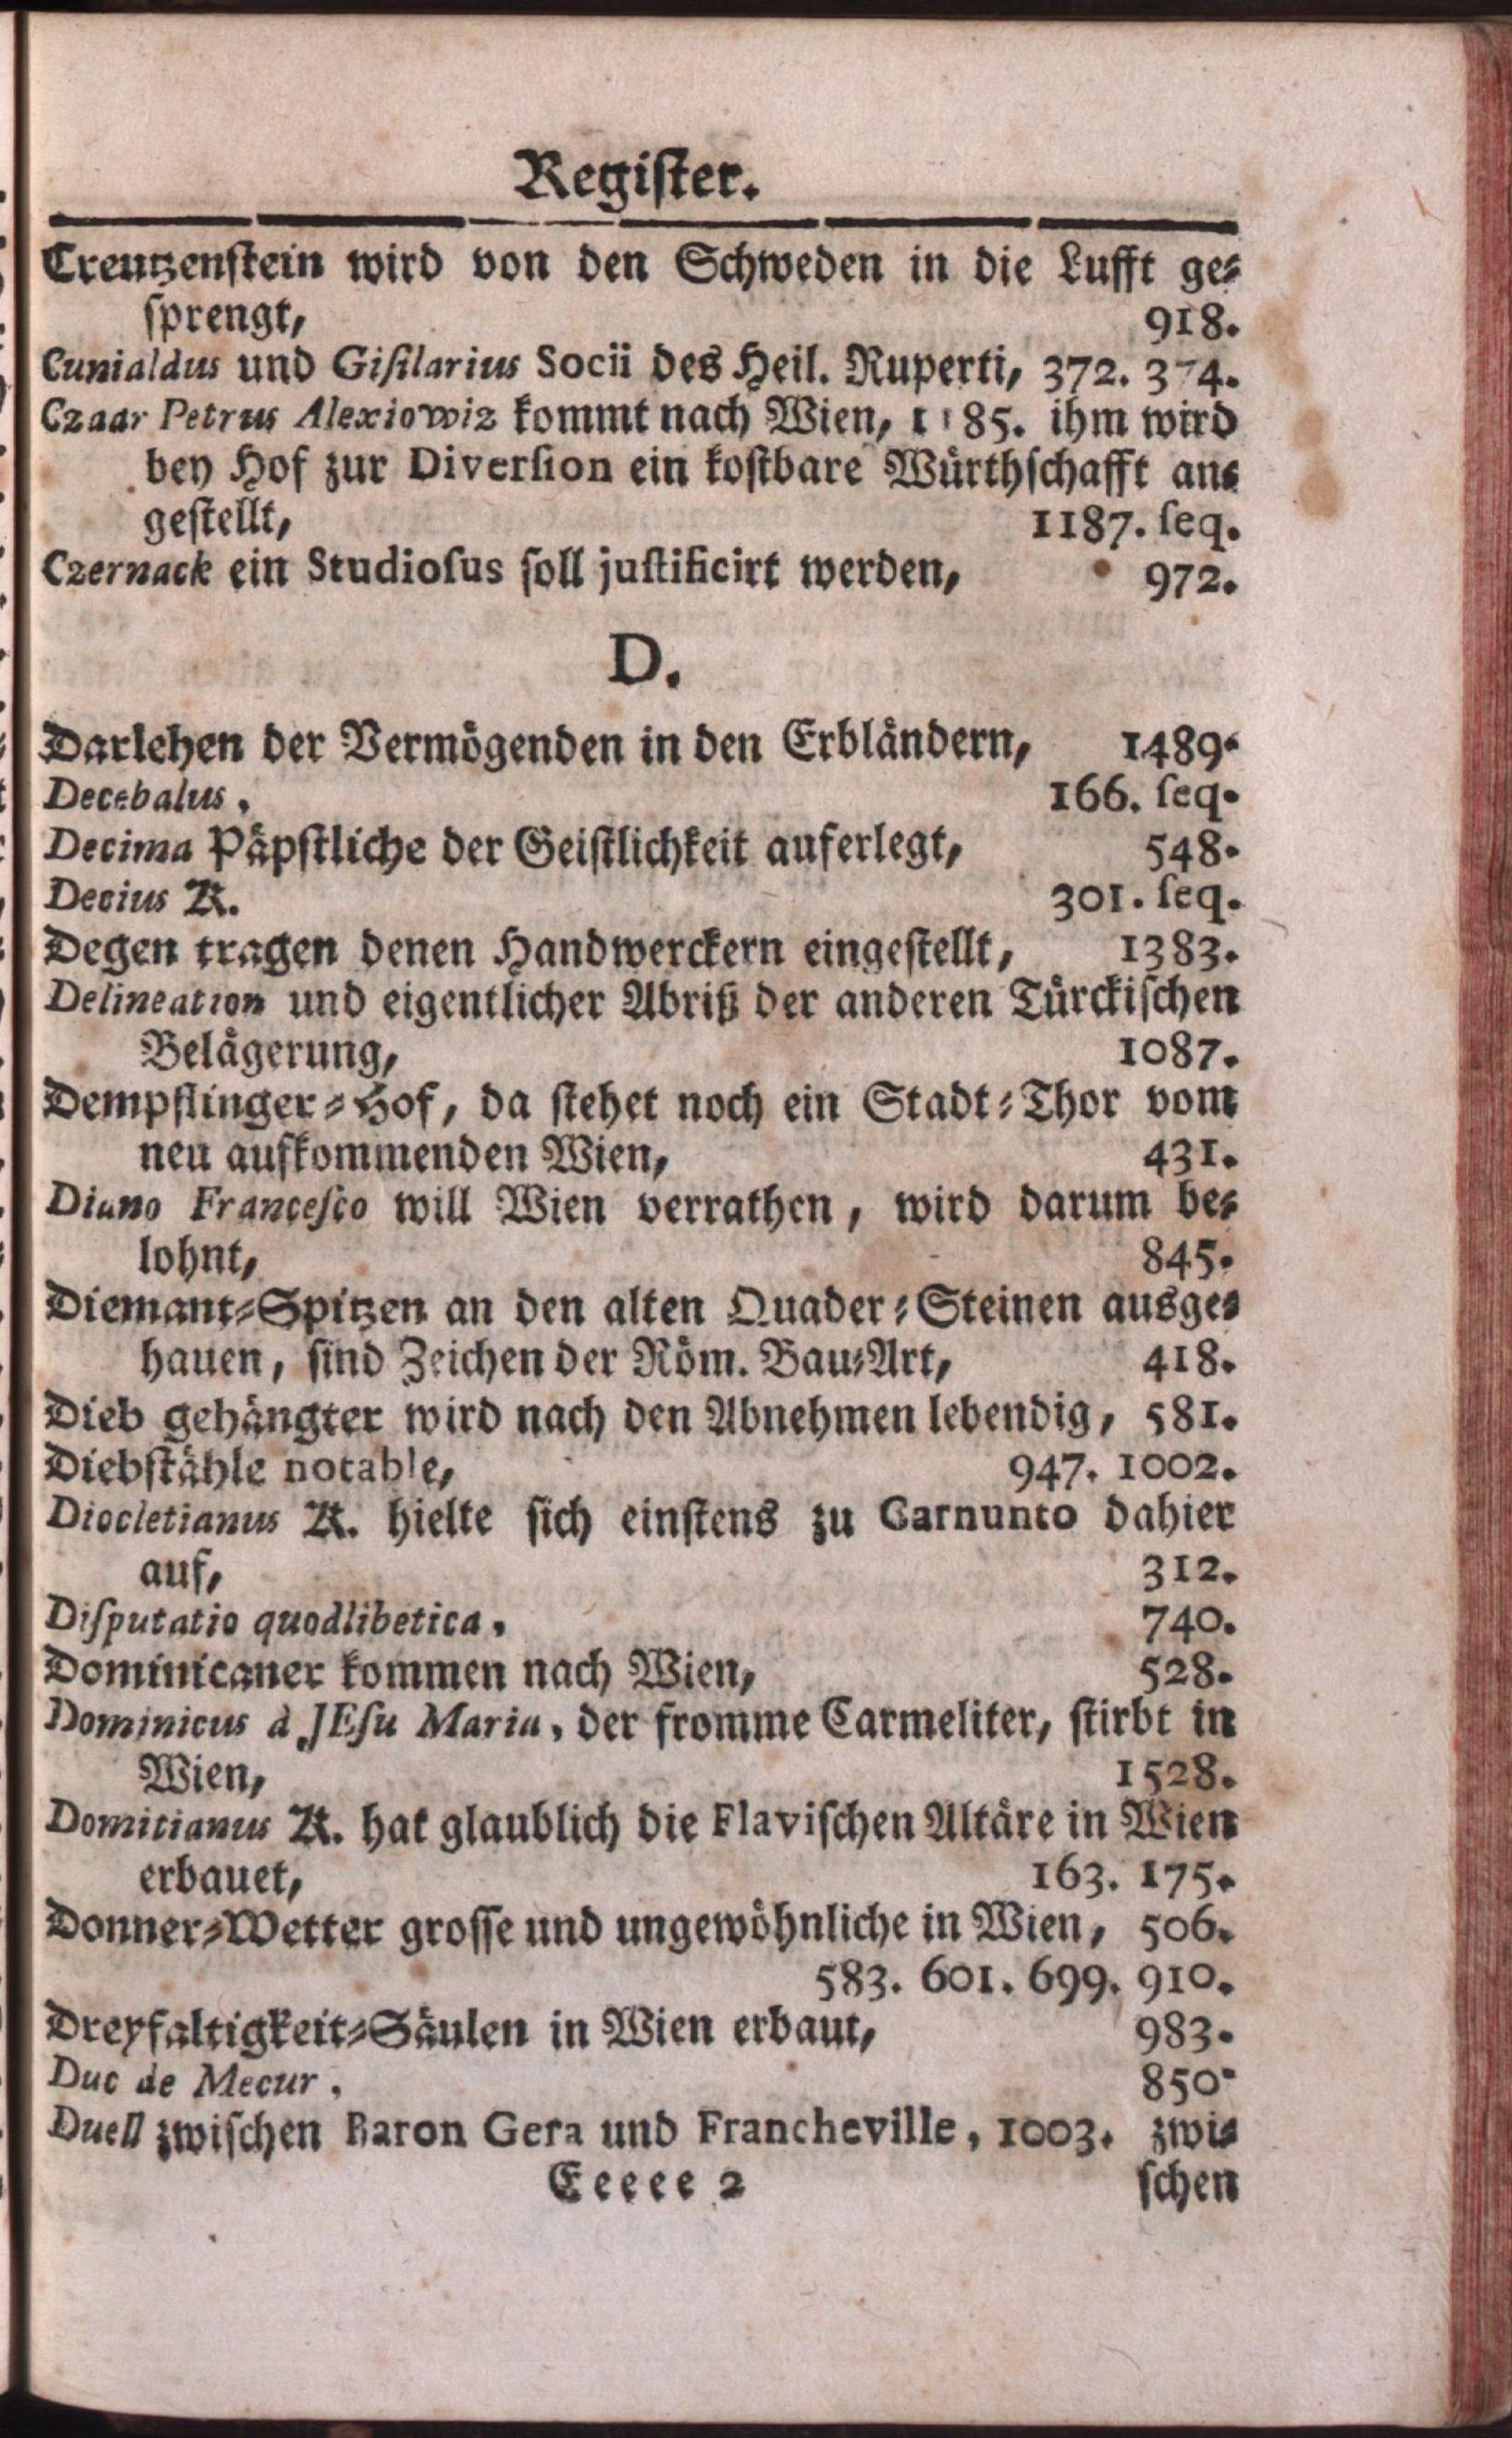 Register.
Creutzenstein wird von den Schweden in die Lufft ge⸗
ſprengt, 918.
Cunialdus und Giſilarius Socii des Heil. Ruperti, 372. 374.
Czaar Petrus Alexiowiz kommt nach Wien, 1185. ihm wird
bey Hof zur Diverſion ein koſtbare Würthſchafft an⸗
geſtellt, 1187. ſeq.
Czernack ein Studioſus ſoll juſtificirt werden, 972.
D.
Darlehen der Vermögenden in den Erbländern, 1489.
Decebalus, 166. ſeq.
Decima Päpſtliche der Geiſtlichkeit auferlegt, 548.
Decius K. 301. ſeq.
Degen tragen denen Handwerckern eingeſtellt, 1383.
Delineation und eigentlicher Abriß der anderen Türckiſchen
Belägerung, 1087.
Dempflinger⸗Hof, da ſtehet noch ein Stadt⸗Thor vom
neu aufkommenden Wien, 431.
Diano Franceſco will Wien verrathen, wird darum be⸗
lohnt, 845.
Diemant⸗Spitzen an den alten Quader⸗Steinen ausge⸗
hauen, ſind Zeichen der Röm. Bau⸗Art, 418.
Dieb gehängter wird nach den Abnehmen lebendig, 581.
Diebſtähle notable, 947. 1002.
Diocletianus K. hielte ſich einſtens zu Carnunto dahier
auf, 312.
Diſputatio quodlibetica, 740.
Dominicaner kommen nach Wien, 528.
Dominicus à JEſu Maria, der fromme Carmeliter, ſtirbt in
Wien, 1528.
Domitianus K. hat glaublich die Flaviſchen Altäre in Wien
erbauet, 163. 175.
Donner⸗Wetter groſſe und ungewöhnliche in Wien, 506.
583. 601. 699. 910.
Dreyfaltigkeit⸗Säulen in Wien erbaut, 983.
Duc de Mecur, 850.
Duell zwiſchen Baron Gera und Francheville, 1003. zwi⸗
Eeeee 2 ſchen